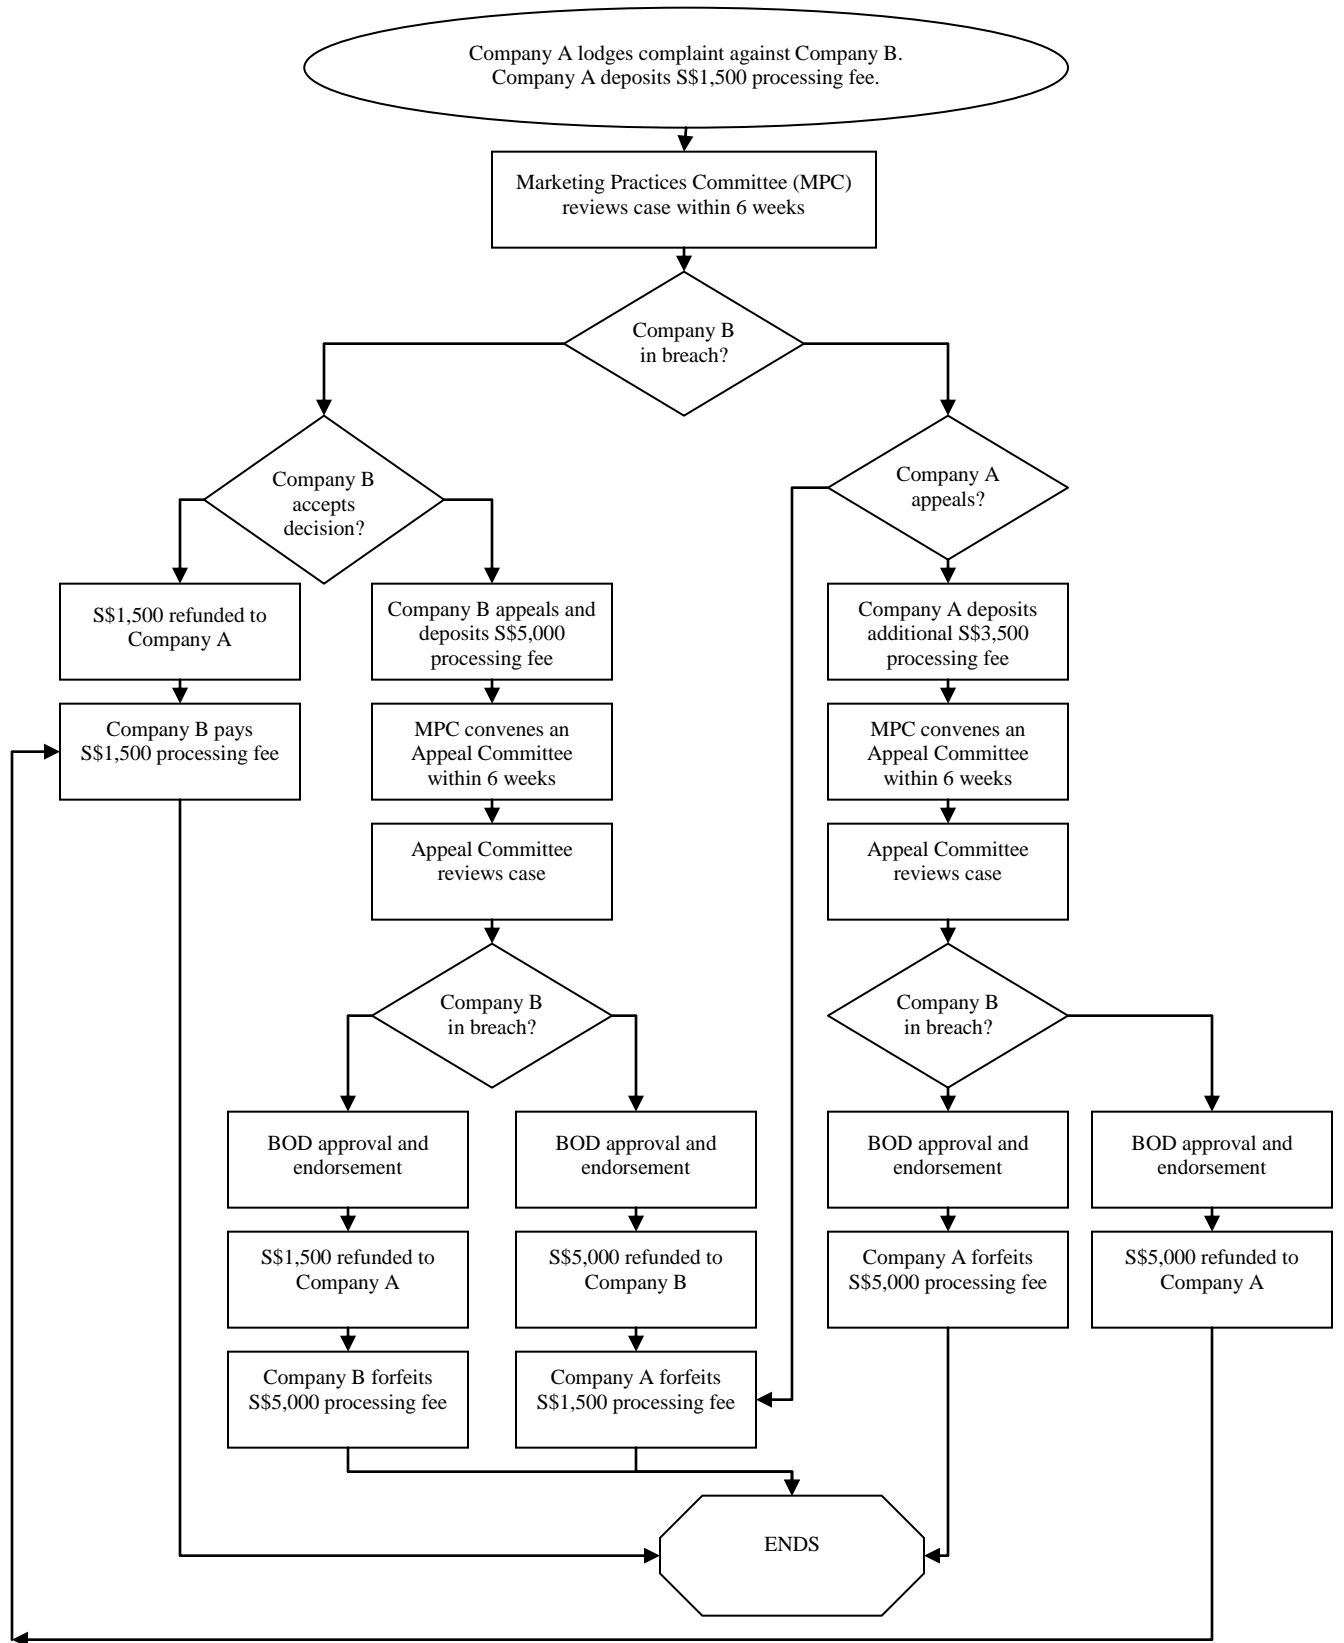 Company A lodges complaint against Company B.
Company A deposits S$1,500 processing fee.
Marketing Practices Committee (MPC)
reviews case within 6 weeks
Company B
in breach?
Company B
accepts
decision?
Company A
appeals?
S$1,500 refunded to
Company A
Company B appeals and
deposits S$5,000
processing fee
Company A deposits
additional S$3,500
processing fee
Company B pays
S$1,500 processing fee
MPC convenes an
Appeal Committee
within 6 weeks
MPC convenes an
Appeal Committee
within 6 weeks
Appeal Committee
reviews case
Appeal Committee
reviews case
Company B
in breach?
Company B
in breach?
BOD approval and
endorsement
BOD approval and
endorsement
BOD approval and
endorsement
BOD approval and
endorsement
S$1,500 refunded to
Company A
S$5,000 refunded to
Company B
Company A forfeits
S$5,000 processing fee
S$5,000 refunded to
Company A
Company B forfeits
S$5,000 processing fee
Company A forfeits
S$1,500 processing fee
ENDS